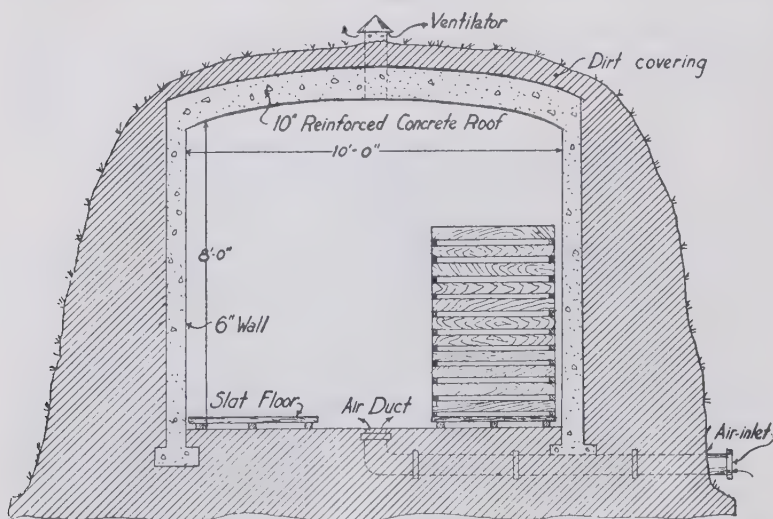 Ventilator
Dirt covering
10" Reinforced Concrete Roof
10'-0"
8'-0"
6" Wall
Slat Floor
Air Duct
Air-inlet